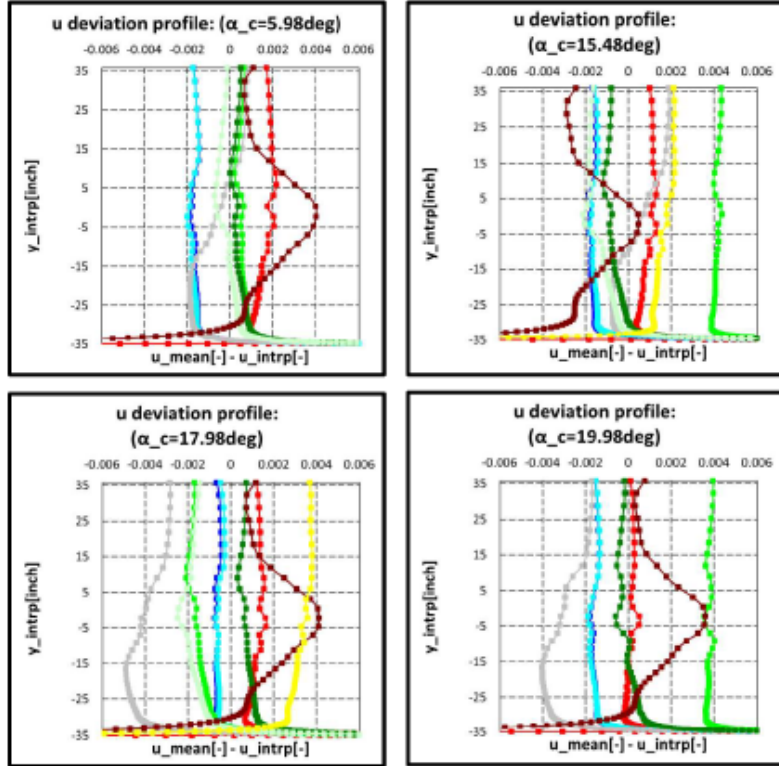 u deviation profile: (α_c=5.98deg)
-0.006 -0.004 -0.002 0 0.002 0.004 0.006
35
25
15
5
-5
-15
-25
-35
y_intrp[inch]
u_mean[-] - u_intrp[-]
u deviation profile:
(α_c=15.48deg)
-0.006 -0.004 -0.002 0 0.002 0.004 0.006
35
25
15
5
-5
-15
-25
-35
y_intrp[inch]
u_mean[-] - u_intrp[-]
u deviation profile:
(α_c=17.98deg)
-0.006 -0.004 -0.002 0 0.002 0.004 0.006
35
25
15
5
-5
-15
-25
-35
y_intrp[inch]
u_mean[-] - u_intrp[-]
u deviation profile:
(α_c=19.98deg)
-0.006 -0.004 -0.002 0 0.002 0.004 0.006
35
25
15
5
-5
-15
-25
-35
y_intrp[inch]
u_mean[-] - u_intrp[-]